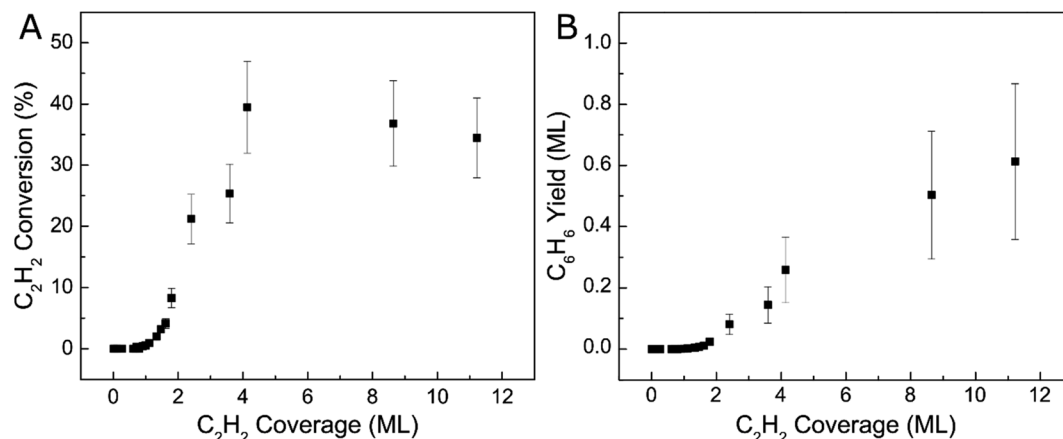 A
C₂H₂ Conversion (%)
50
40
30
20
10
0
0 2 4 6 8 10 12
C₂H₂ Coverage (ML)
B
C₆H₆ Yield (ML)
1.0
0.8
0.6
0.4
0.2
0.0
0 2 4 6 8 10 12
C₂H₂ Coverage (ML)